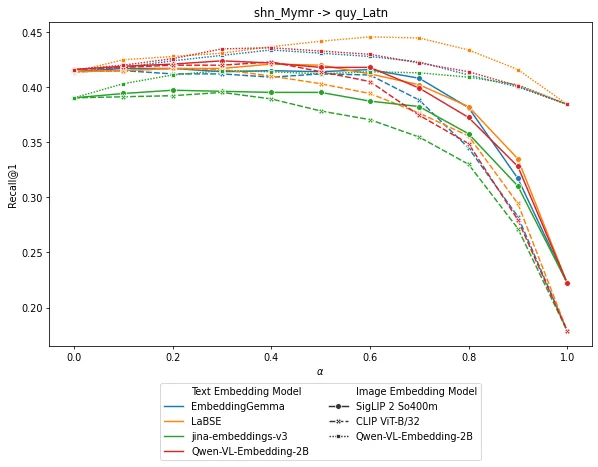 shn_Mymr -> quy_Latn
0.45
0.40
0.35
0.30
0.25
0.20
Recall@1
0.0 0.2 0.4 0.6 0.8 1.0
α
Text Embedding Model
EmbeddingGemma
LaBSE
jina-embeddings-v3
Qwen-VL-Embedding-2B
Image Embedding Model
SigLIP 2 So400m
CLIP ViT-B/32
Qwen-VL-Embedding-2B